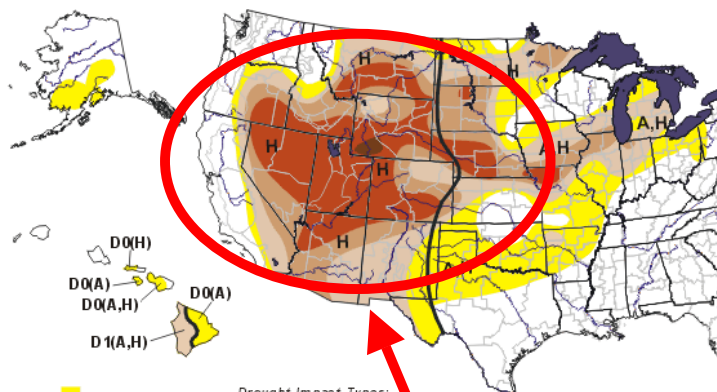 H
H
A,H
H
A,H
H
H
D0(H)
D0(A)
D0(A,H)
D0(A)
D1(A,H)
Drought Impact Types: